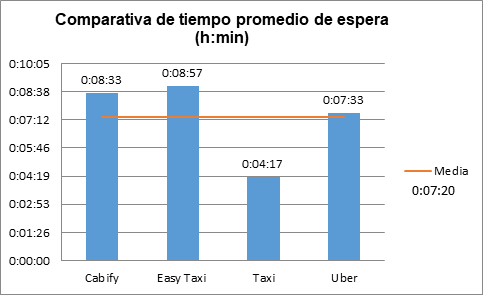 Comparativa de tiempo promedio de espera
(h:min)
0:10:05
0:08:38
0:07:12
0:05:46
0:04:19
0:02:53
0:01:26
0:00:00
0:08:33
0:08:57
0:04:17
0:07:33
Cabify
Easy Taxi
Taxi
Uber
Media
0:07:20